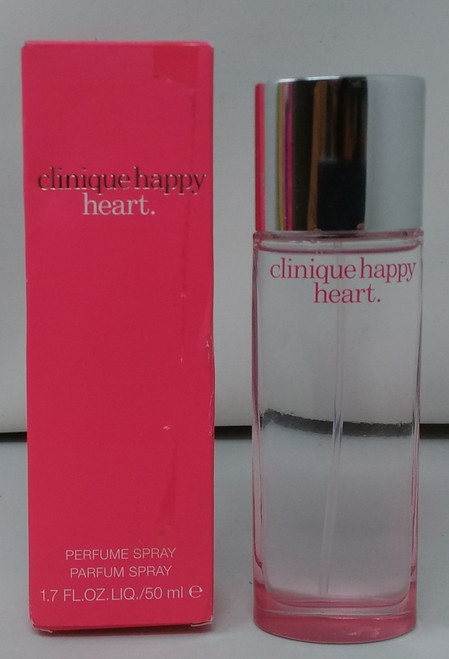 clinique happy
heart.
PERFUME SPRAY
PARFUM SPRAY
1.7 FL.OZ.LIQ./50 ml ℮
clinique happy
heart.